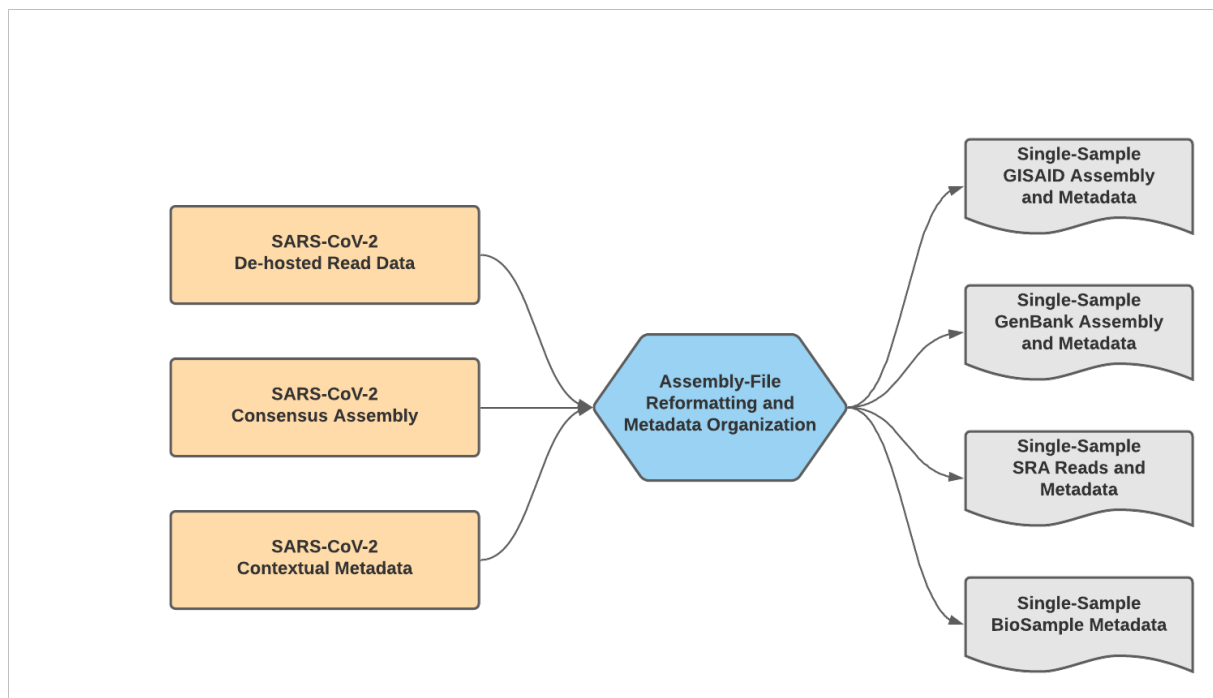 SARS-CoV-2
De-hosted Read Data
SARS-CoV-2
Consensus Assembly
SARS-CoV-2
Contextual Metadata
Assembly-File
Reformatting and
Metadata Organization
Single-Sample
GISAID Assembly
and Metadata
Single-Sample
GenBank Assembly
and Metadata
Single-Sample
SRA Reads and
Metadata
Single-Sample
BioSample Metadata